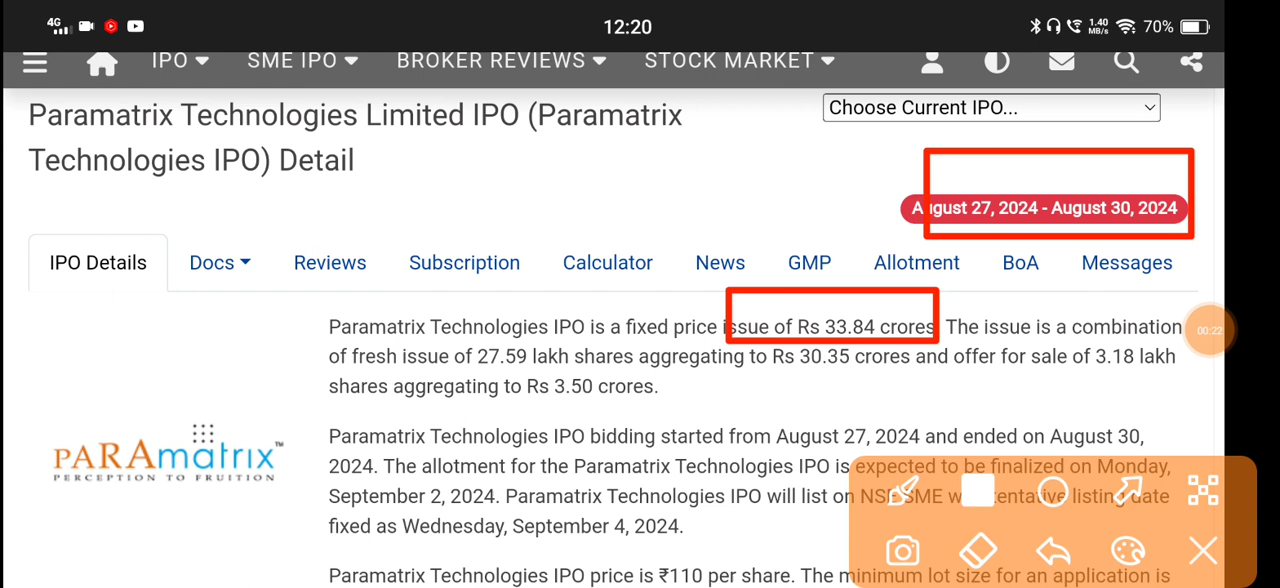 4G 12:20 1.40 MB/s 70%
IPO SME IPO BROKER REVIEWS STOCK MARKET
Paramatrix Technologies Limited IPO (Paramatrix
Technologies IPO) Detail
Choose Current IPO...
August 27, 2024 - August 30, 2024
IPO Details Docs Reviews Subscription Calculator News GMP Allotment BoA Messages
Paramatrix Technologies IPO is a fixed price issue of Rs 33.84 crores. The issue is a combination
of fresh issue of 27.59 lakh shares aggregating to Rs 30.35 crores and offer for sale of 3.18 lakh
shares aggregating to Rs 3.50 crores.
00:22
PARAmatrix™
PERCEPTION TO FRUITION
Paramatrix Technologies IPO bidding started from August 27, 2024 and ended on August 30,
2024. The allotment for the Paramatrix Technologies IPO is expected to be finalized on Monday,
September 2, 2024. Paramatrix Technologies IPO will list on NSE SME with tentative listing date
fixed as Wednesday, September 4, 2024.
Paramatrix Technologies IPO price is ₹110 per share. The minimum lot size for an application is